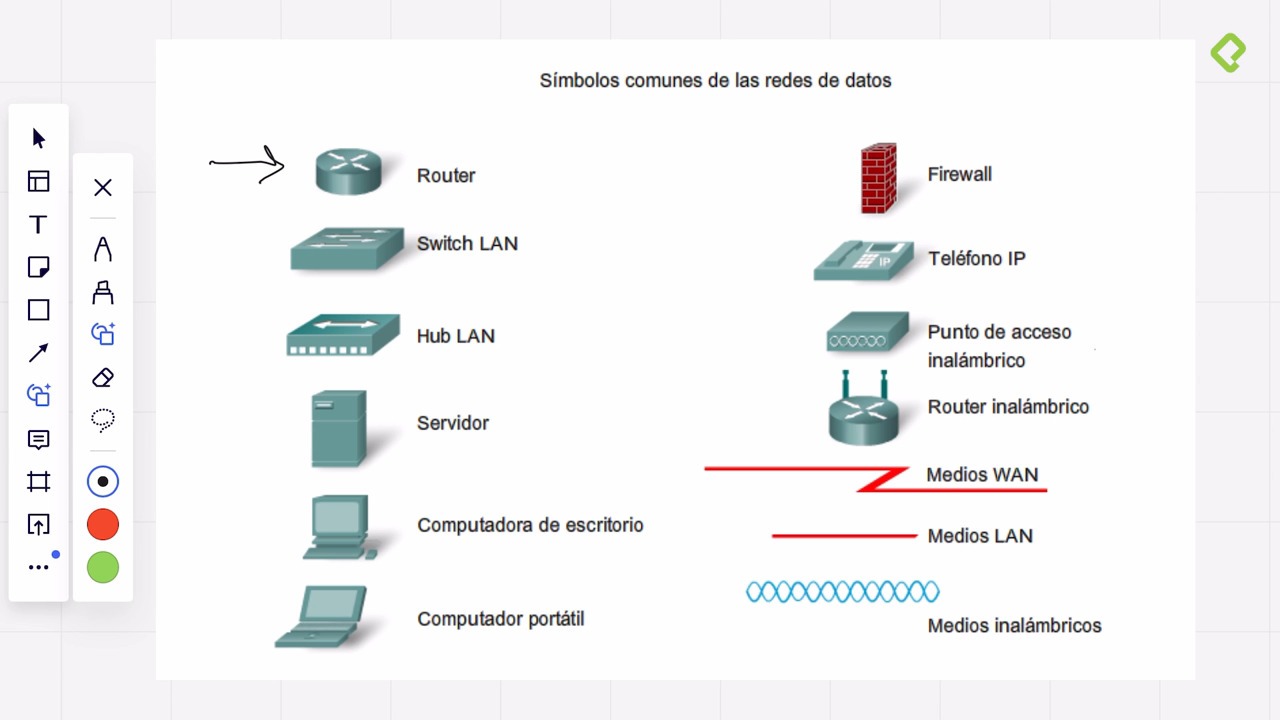 Símbolos comunes de las redes de datos
Router
Switch LAN
Hub LAN
Servidor
Computadora de escritorio
Computador portátil
Firewall
IP
Teléfono IP
Punto de acceso
inalámbrico
Router inalámbrico
Medios WAN
Medios LAN
Medios inalámbricos